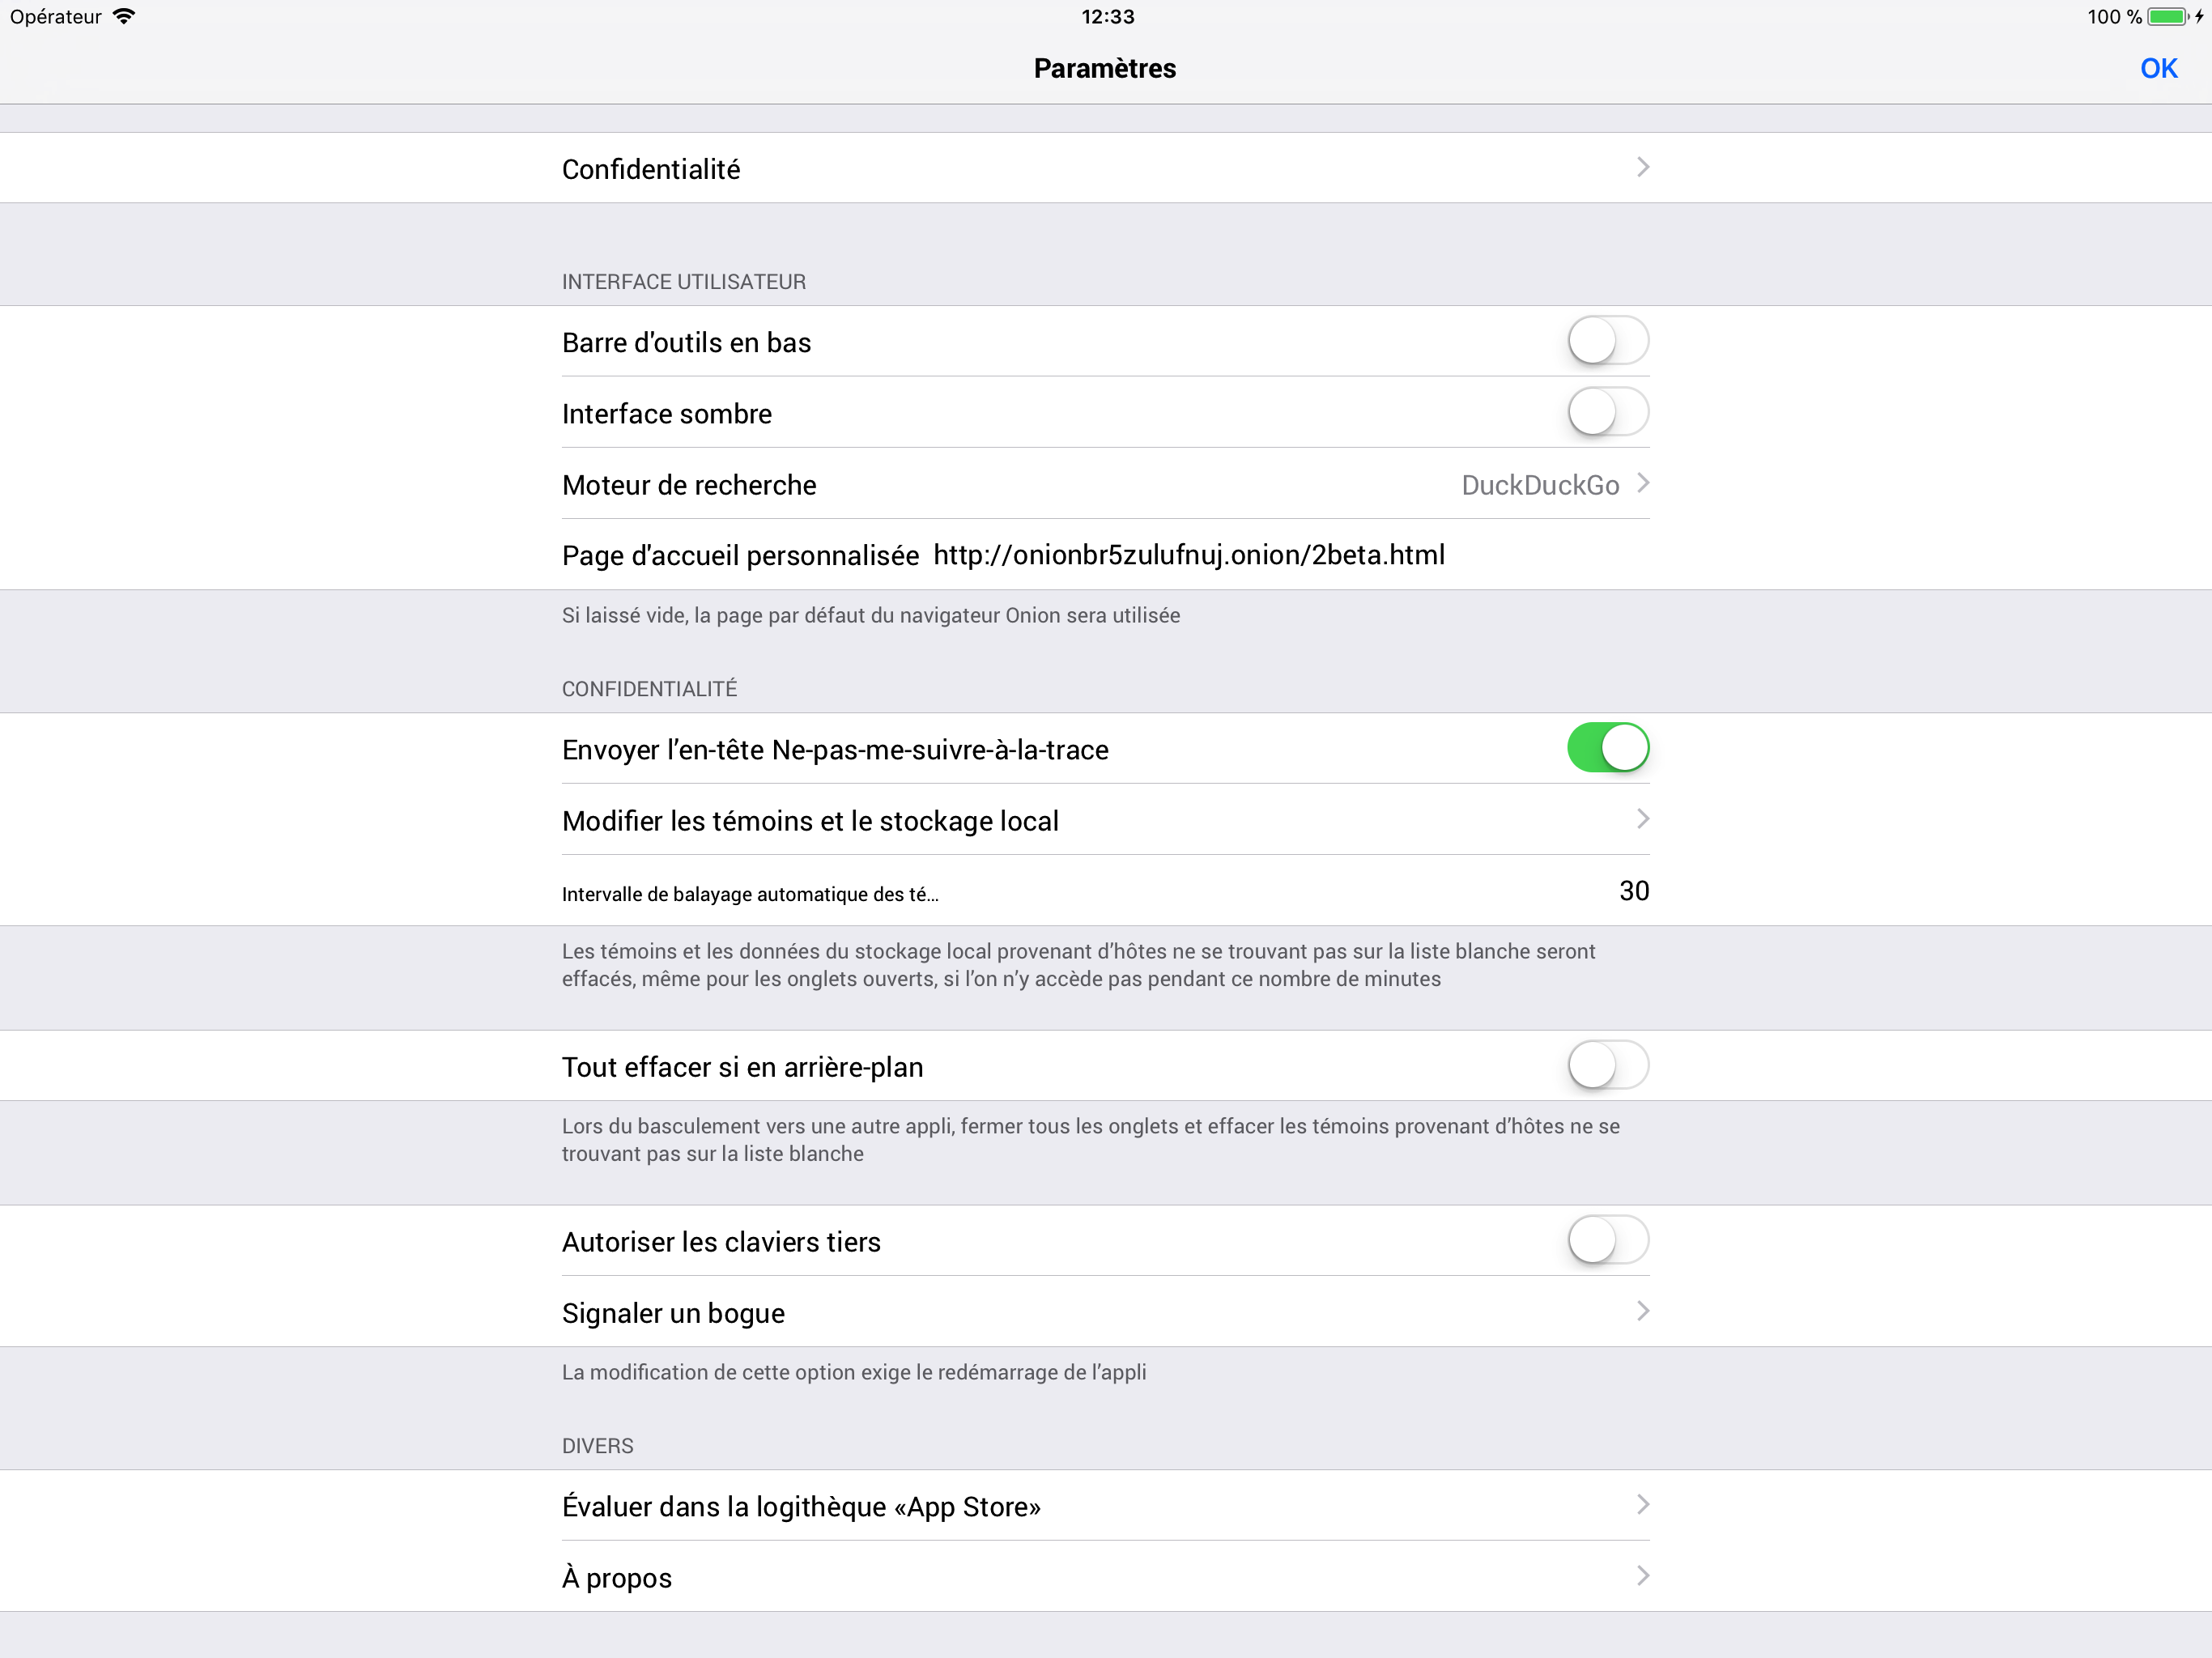 Opérateur
12:33
100 %
Paramètres
OK
Confidentialité
INTERFACE UTILISATEUR
Barre d'outils en bas
Interface sombre
Moteur de recherche DuckDuckGo
Page d'accueil personnalisée http://onionbr5zulufnuj.onion/2beta.html
Si laissé vide, la page par défaut du navigateur Onion sera utilisée
CONFIDENTIALITÉ
Envoyer l’en-tête Ne-pas-me-suivre-à-la-trace
Modifier les témoins et le stockage local
Intervalle de balayage automatique des té… 30
Les témoins et les données du stockage local provenant d’hôtes ne se trouvant pas sur la liste blanche seront
effacés, même pour les onglets ouverts, si l’on n’y accède pas pendant ce nombre de minutes
Tout effacer si en arrière-plan
Lors du basculement vers une autre appli, fermer tous les onglets et effacer les témoins provenant d’hôtes ne se
trouvant pas sur la liste blanche
Autoriser les claviers tiers
Signaler un bogue
La modification de cette option exige le redémarrage de l’appli
DIVERS
Évaluer dans la logithèque «App Store»
À propos